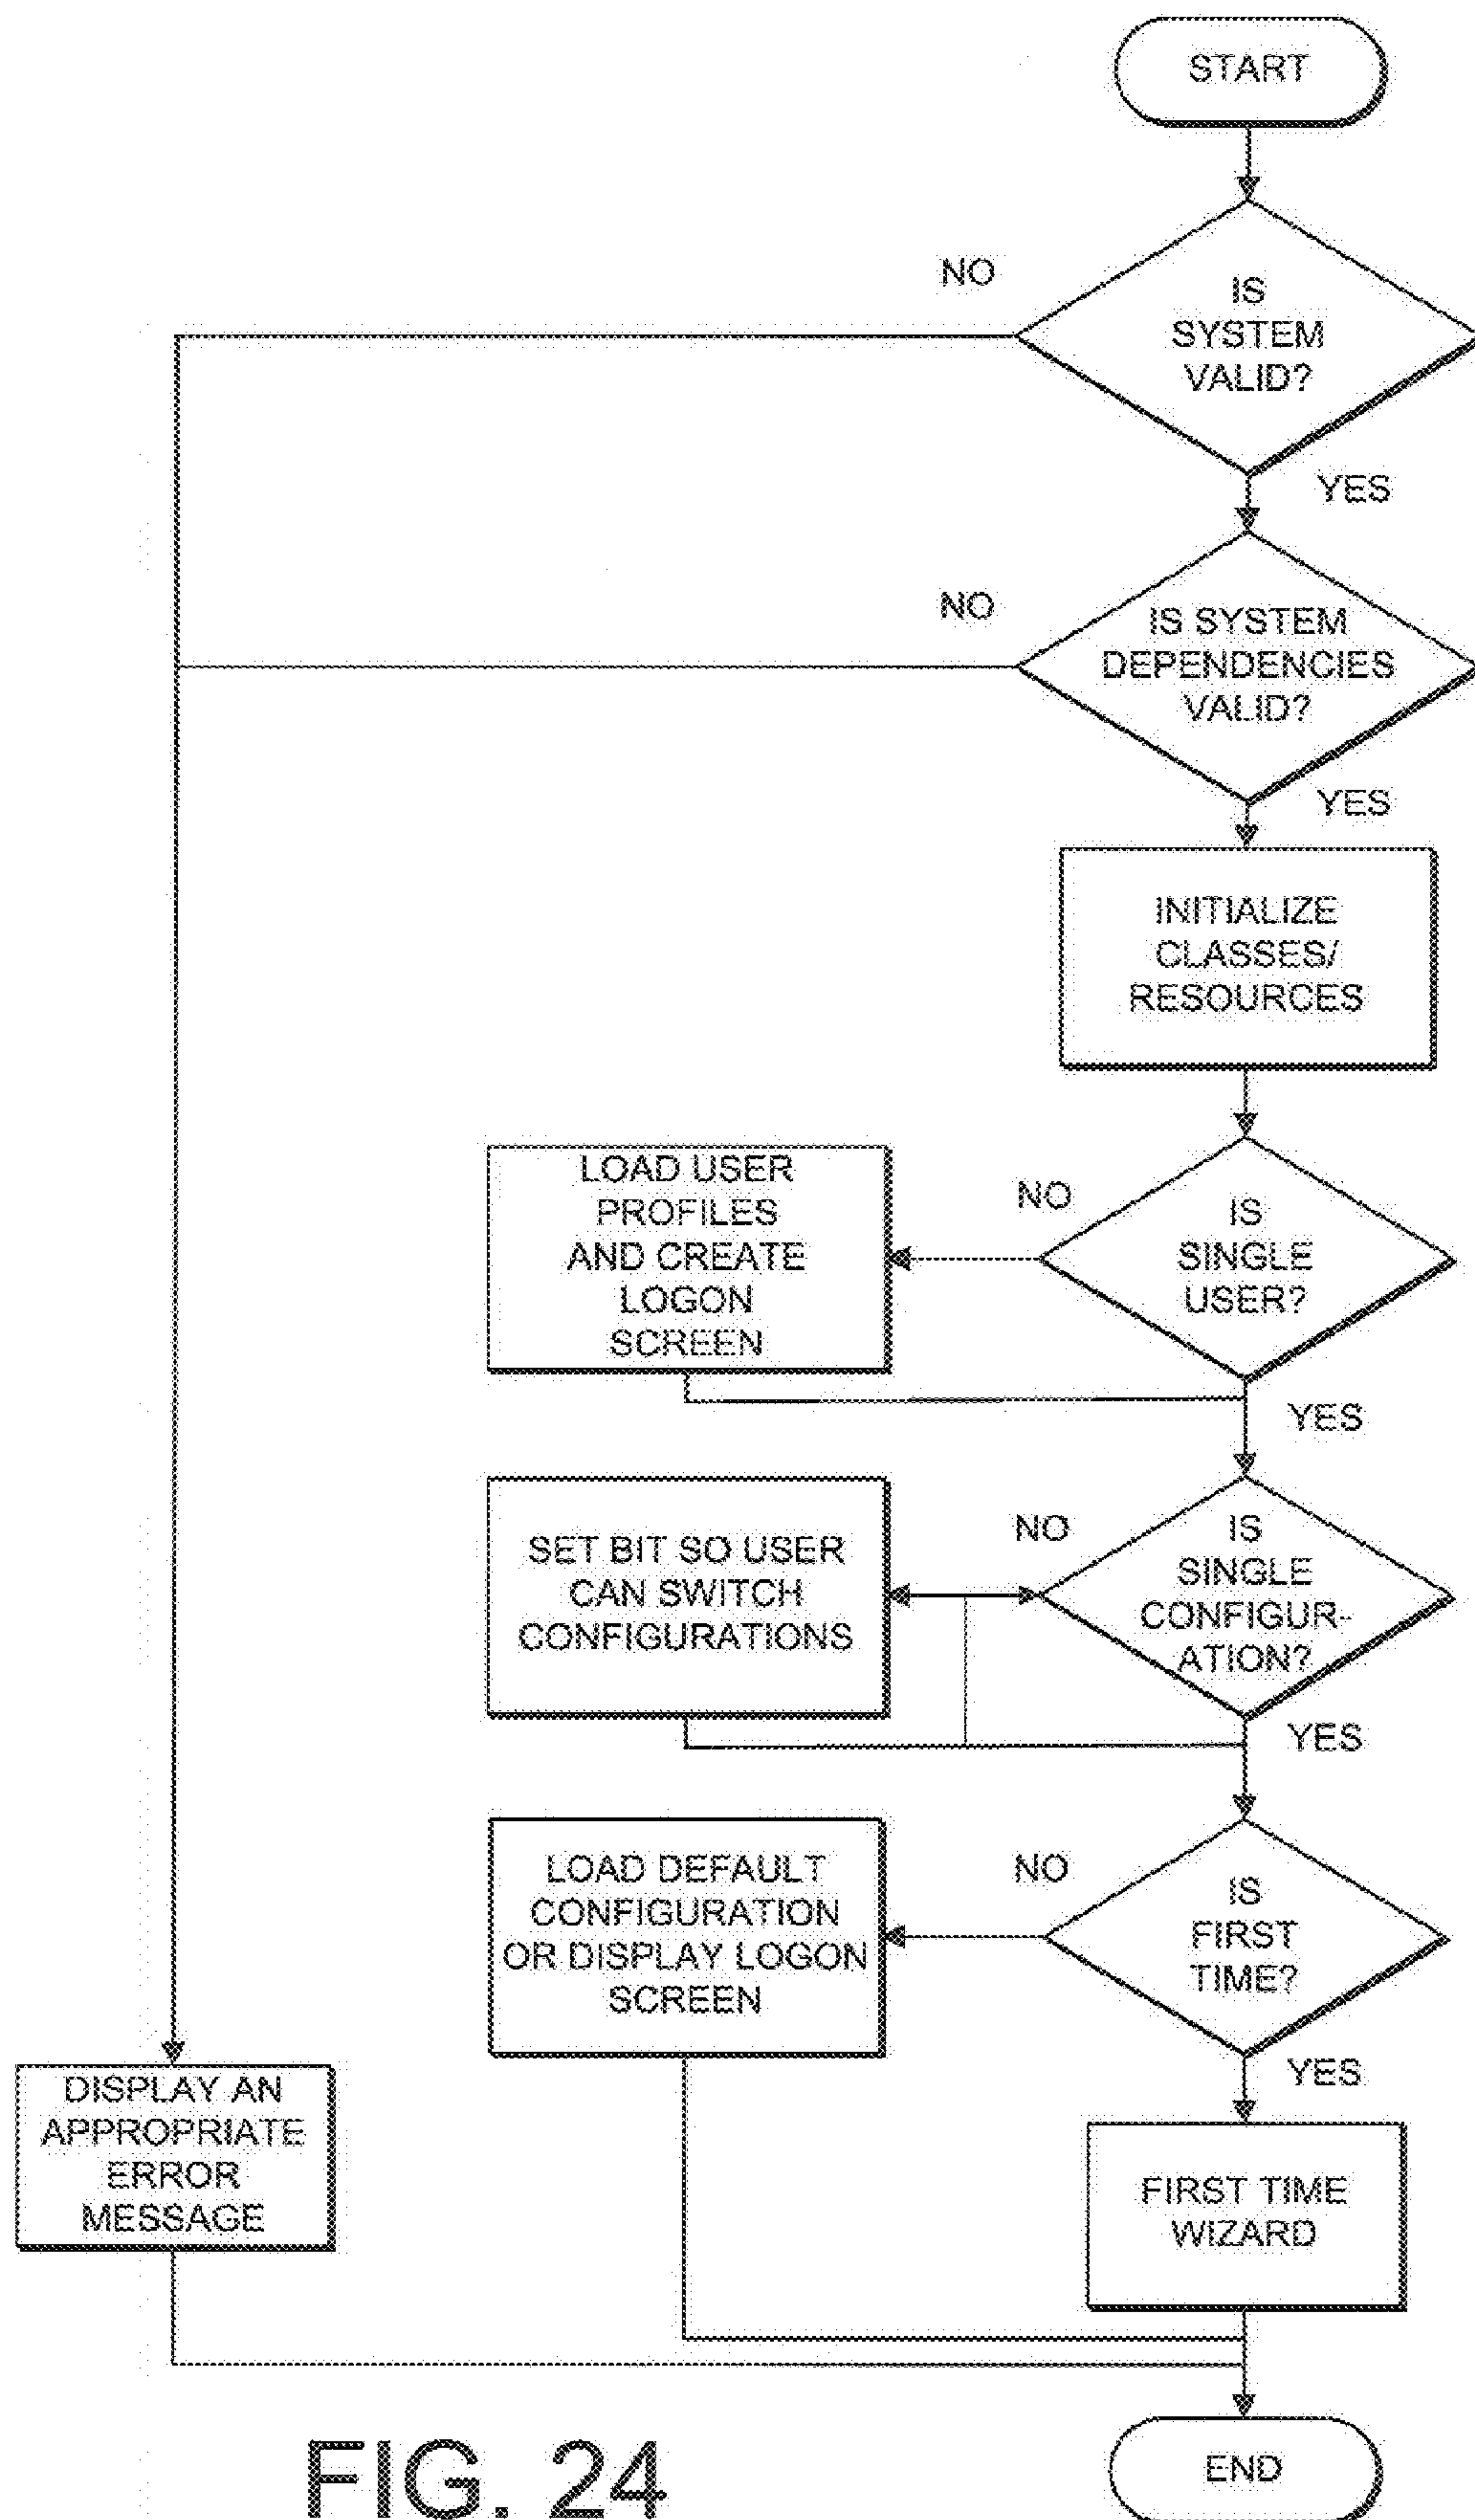 START
NO
IS
SYSTEM
VALID?
YES
NO
IS SYSTEM
DEPENDENCIES
VALID?
YES
INITIALIZE
CLASSES/
RESOURCES
LOAD USER
PROFILES
AND CREATE
LOGON
SCREEN
NO
IS
SINGLE
USER?
YES
SET BIT SO USER
CAN SWITCH
CONFIGURATIONS
NO
IS
SINGLE
CONFIGUR-
ATION?
YES
LOAD DEFAULT
CONFIGURATION
OR DISPLAY LOGON
SCREEN
NO
IS
FIRST
TIME?
YES
DISPLAY AN
APPROPRIATE
ERROR
MESSAGE
FIRST TIME
WIZARD
END
FIG. 24